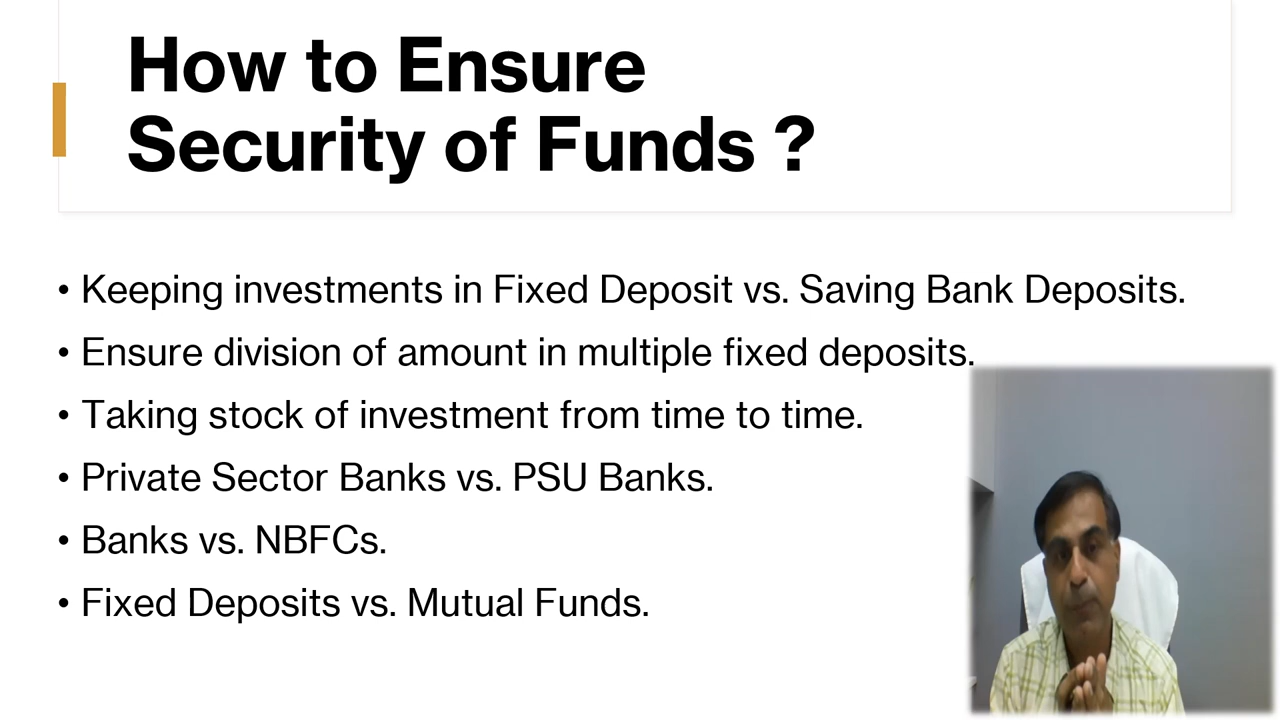 How to Ensure
Security of Funds ?
• Keeping investments in Fixed Deposit vs. Saving Bank Deposits.
• Ensure division of amount in multiple fixed deposits.
• Taking stock of investment from time to time.
• Private Sector Banks vs. PSU Banks.
• Banks vs. NBFCs.
• Fixed Deposits vs. Mutual Funds.